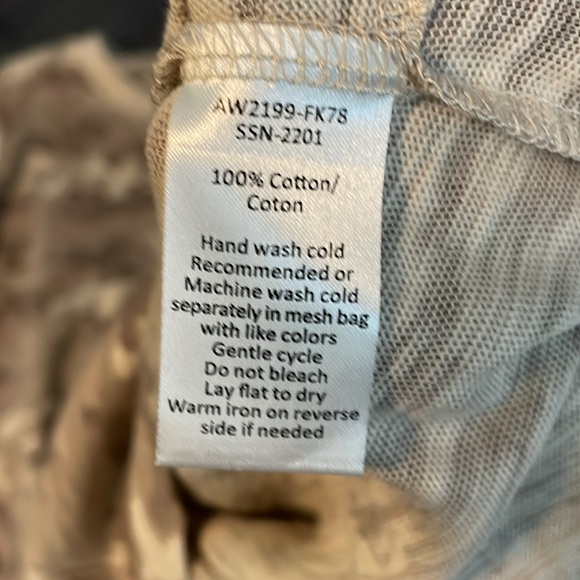 AW2199-FK78
SSN-2201
100% Cotton/
Coton
Hand wash cold
Recommended or
Machine wash cold
separately in mesh bag
with like colors
Gentle cycle
Do not bleach
Lay flat to dry
Warm iron on reverse
side if needed